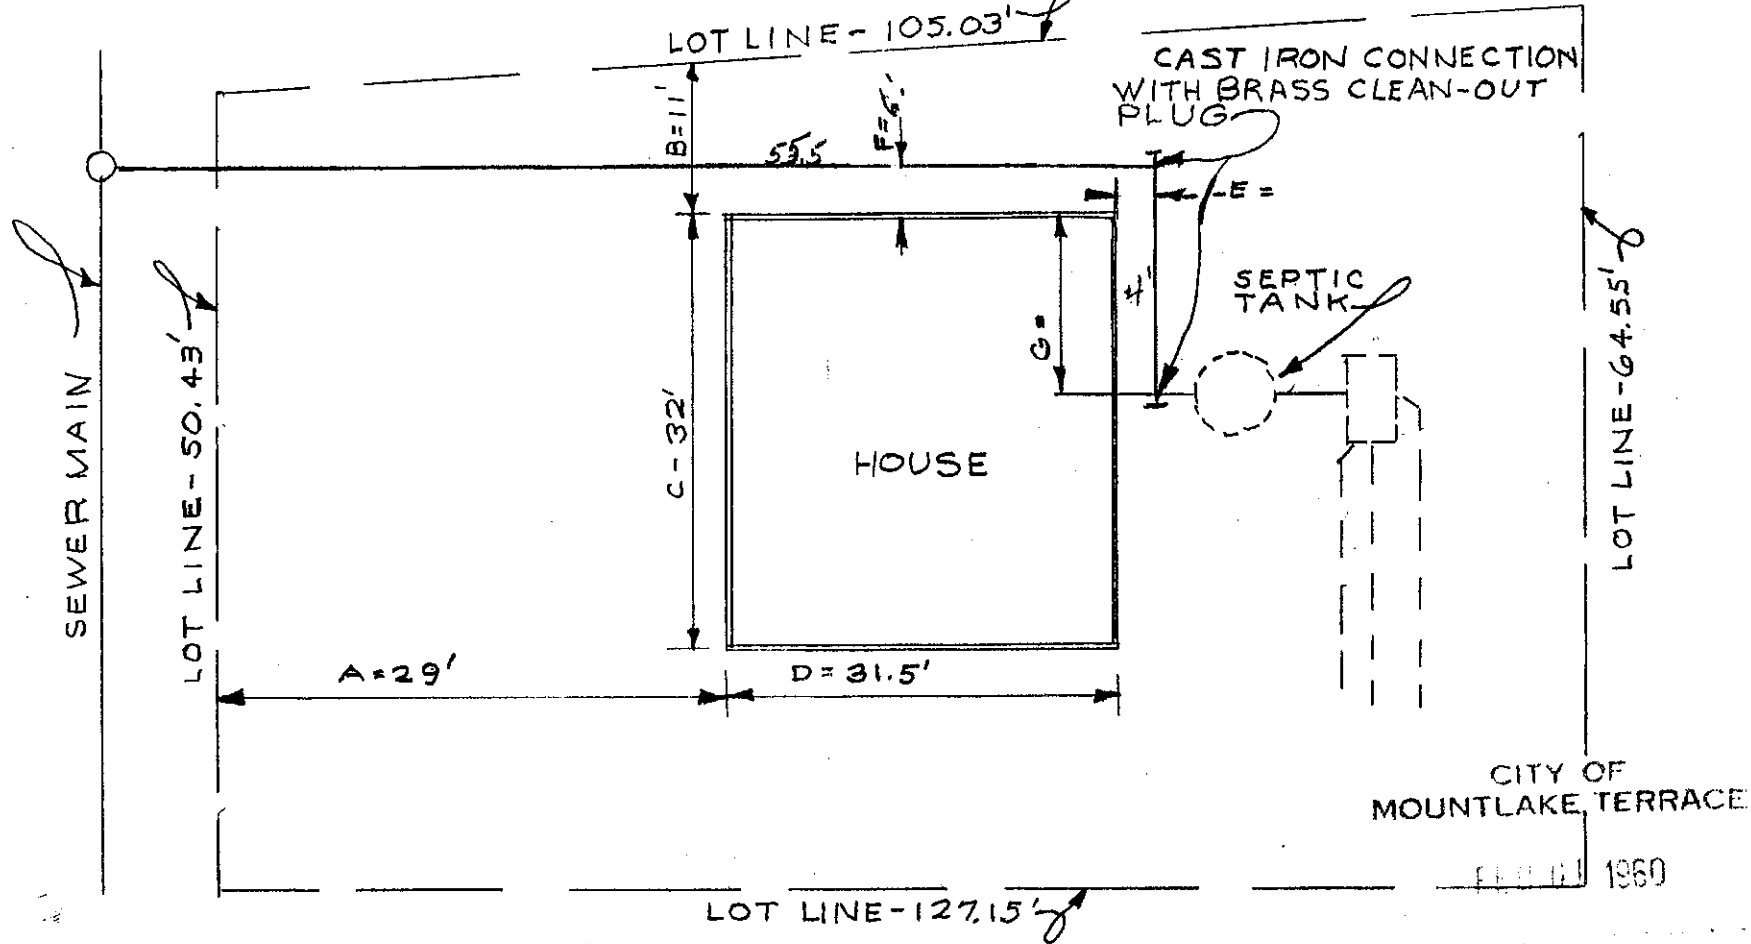 LOT LINE - 105.03'
CAST IRON CONNECTION
WITH BRASS CLEAN-OUT
PLUG
B=11'
F=6'
55.5
E=
4'
G=
SEPTIC
TANK
SEWER MAIN
LOT LINE - 50.43'
C-32'
HOUSE
LOT LINE - 64.55'
A=29'
D=31.5'
CITY OF
MOUNTLAKE TERRACE
1960
LOT LINE-127.15'